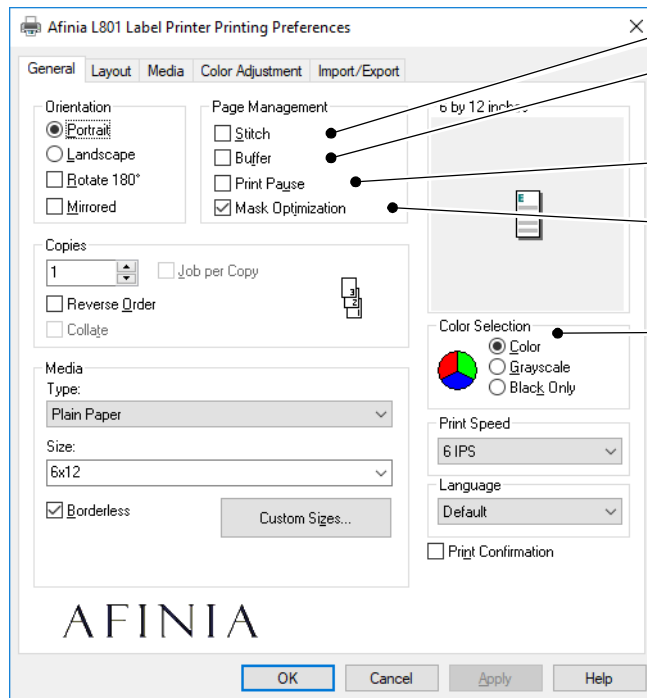 Afinia L801 Label Printer Printing Preferences
General Layout Media Color Adjustment Import/Export
Orientation
Portrait
Landscape
Rotate 180°
Mirrored
Page Management
Stitch
Buffer
Print Pause
Mask Optimization
6 by 12 inches
E
Copies
1
Job per Copy
Reverse Order
Collate
3
2
1
Color Selection
Color
Grayscale
Black Only
Media
Type:
Plain Paper
Size:
6x12
Borderless
Custom Sizes...
Print Speed
6 IPS
Language
Default
Print Confirmation
AFINIA
OK Cancel Apply Help